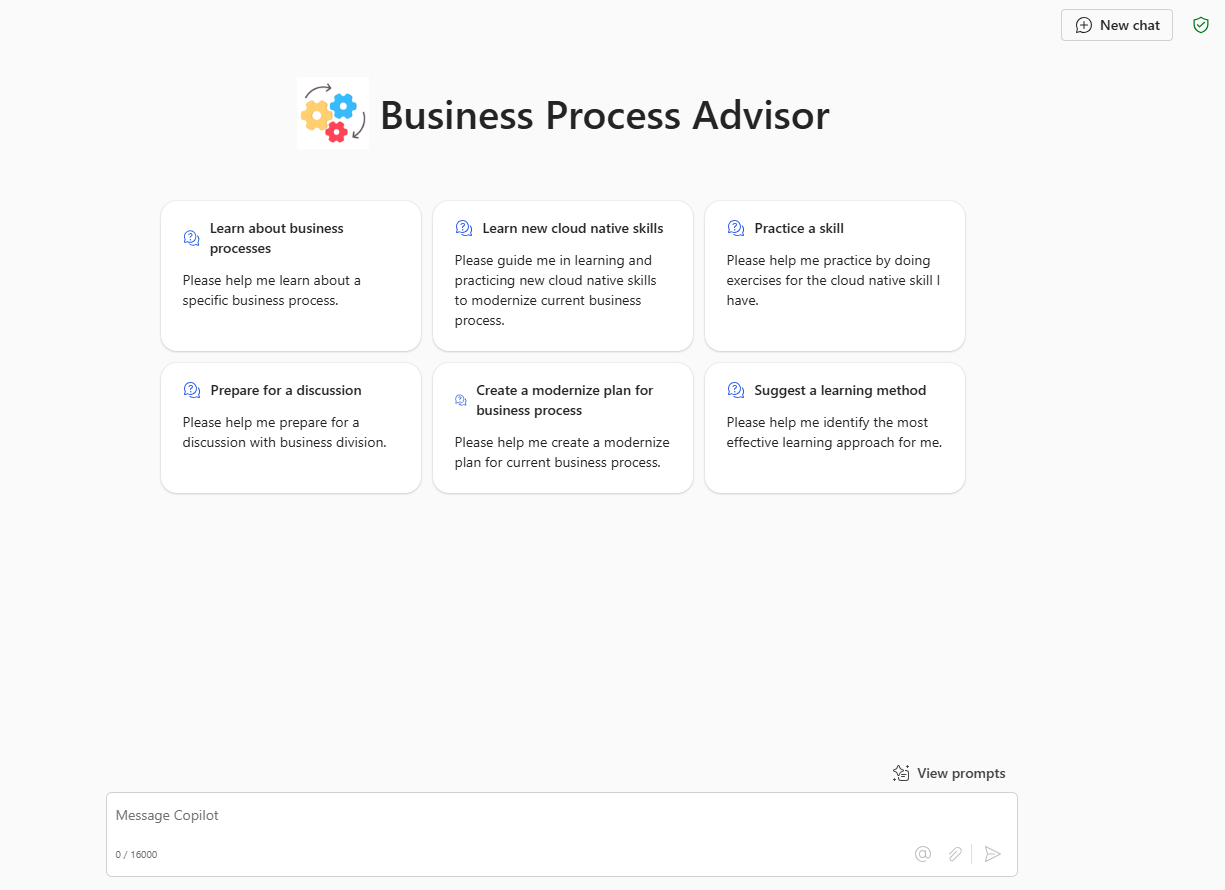 New chat
Business Process Advisor
Learn about business
processes
Please help me learn about a
specific business process.
Learn new cloud native skills
Please guide me in learning and
practicing new cloud native skills
to modernize current business
process.
Practice a skill
Please help me practice by doing
exercises for the cloud native skill I
have.
Prepare for a discussion
Please help me prepare for a
discussion with business division.
Create a modernize plan for
business process
Please help me create a modernize
plan for current business process.
Suggest a learning method
Please help me identify the most
effective learning approach for me.
View prompts
Message Copilot
0 / 16000